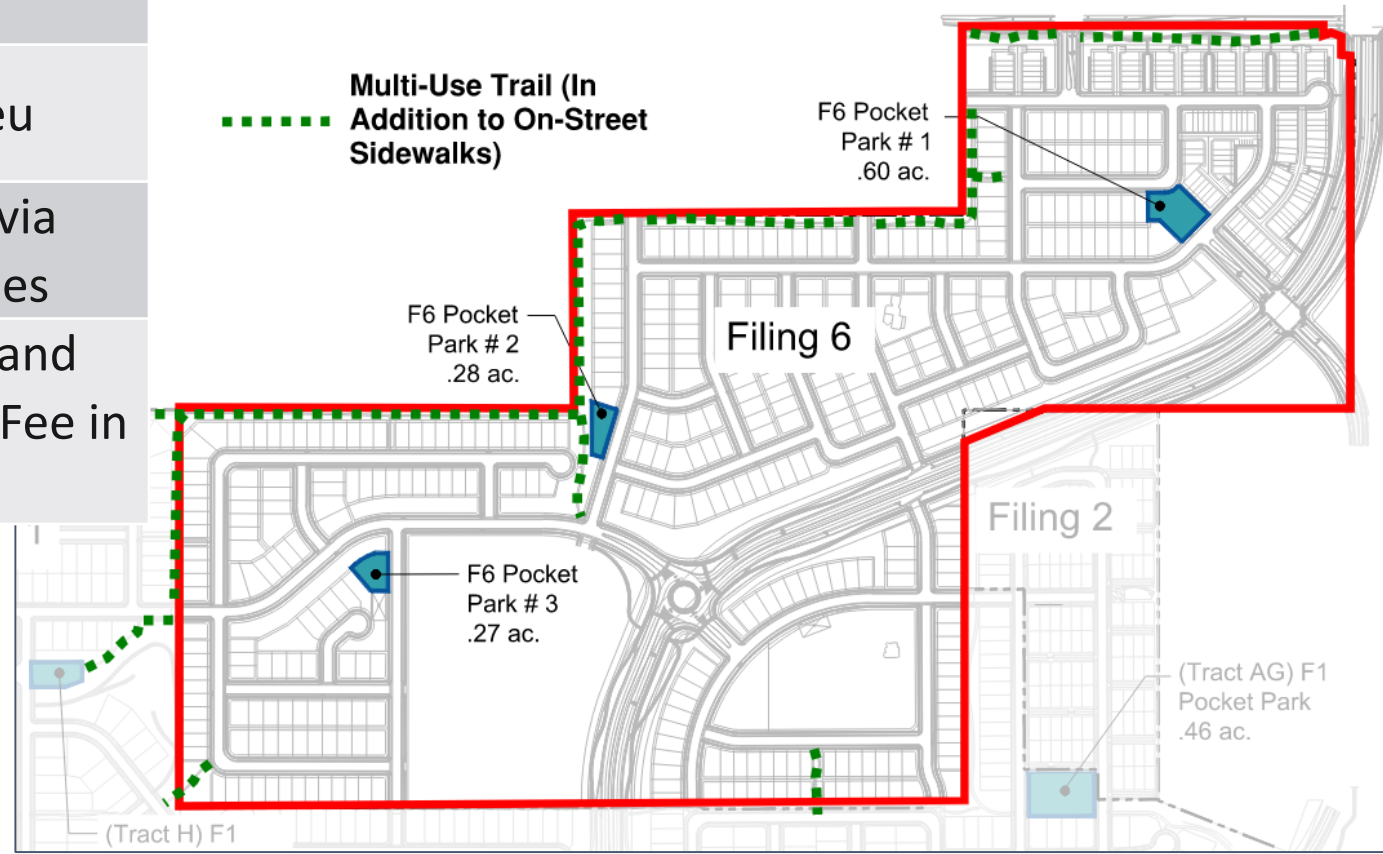 eu
via
es
and
Fee in
Multi-Use Trail (In
Addition to On-Street
Sidewalks)
F6 Pocket
Park # 1
.60 ac.
F6 Pocket
Park # 2
.28 ac.
Filing 6
Filing 2
F6 Pocket
Park # 3
.27 ac.
(Tract AG) F1
Pocket Park
.46 ac.
(Tract H) F1